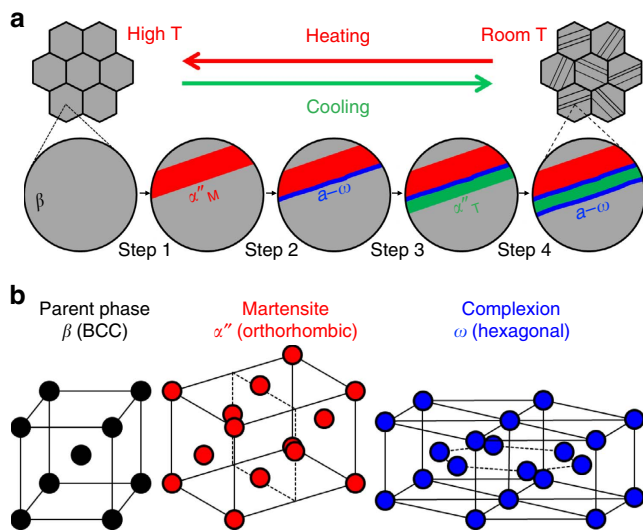 a
High T
Heating
Room T
Cooling
β
α″ M
a–ω
α″ T
a–ω
Step 1
Step 2
Step 3
Step 4
b
Parent phase
β (BCC)
Martensite
α″ (orthorhombic)
Complexion
ω (hexagonal)